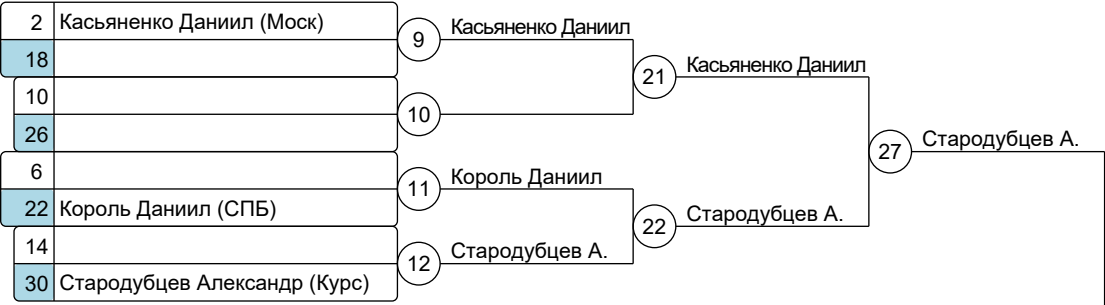 2 Касьяненко Даниил (Моск)
18
10
26
6
22 Король Даниил (СПБ)
14
30 Стародубцев Александр (Курс)
9 Касьяненко Даниил
10
11 Король Даниил
12 Стародубцев А.
21 Касьяненко Даниил
22 Стародубцев А.
27 Стародубцев А.